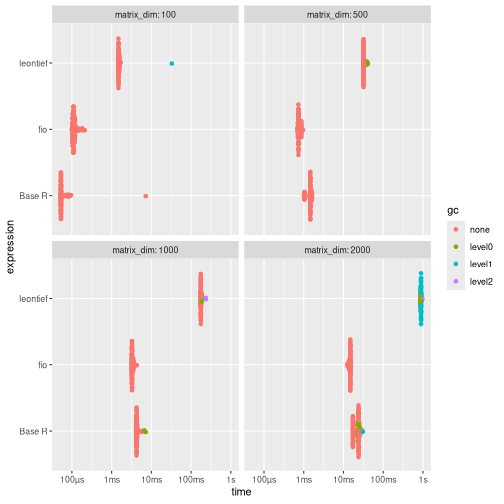 matrix_dim: 100
matrix_dim: 500
leontief
fio
Base R
matrix_dim: 1000
matrix_dim: 2000
leontief
fio
Base R
100µs
1ms
10ms
100ms
1s
100µs
1ms
10ms
100ms
1s
time
expression
gc
none
level0
level1
level2